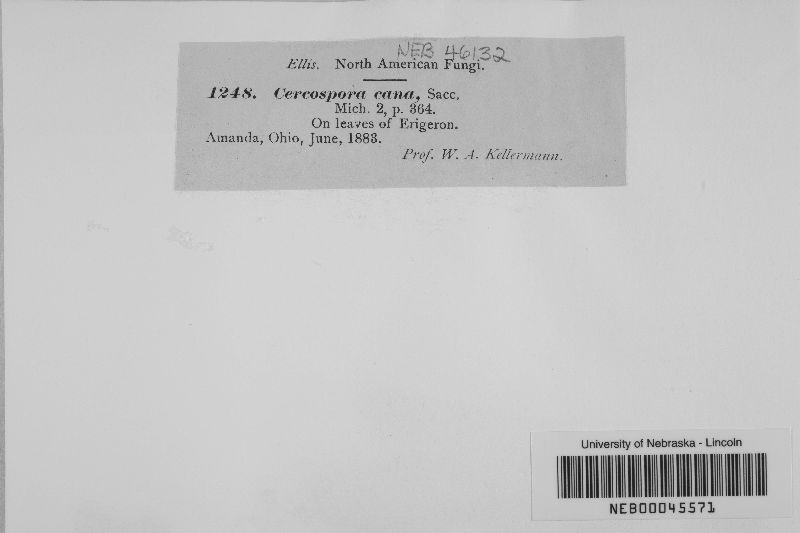 NEB 46132
Ellis. North American Fungi.
1248. Cercospora cana, Sacc.
Mich. 2, p. 364.
On leaves of Erigeron.
Amanda, Ohio, June, 1883.
Prof. W. A. Kellermann.
University of Nebraska - Lincoln
NEB00045571